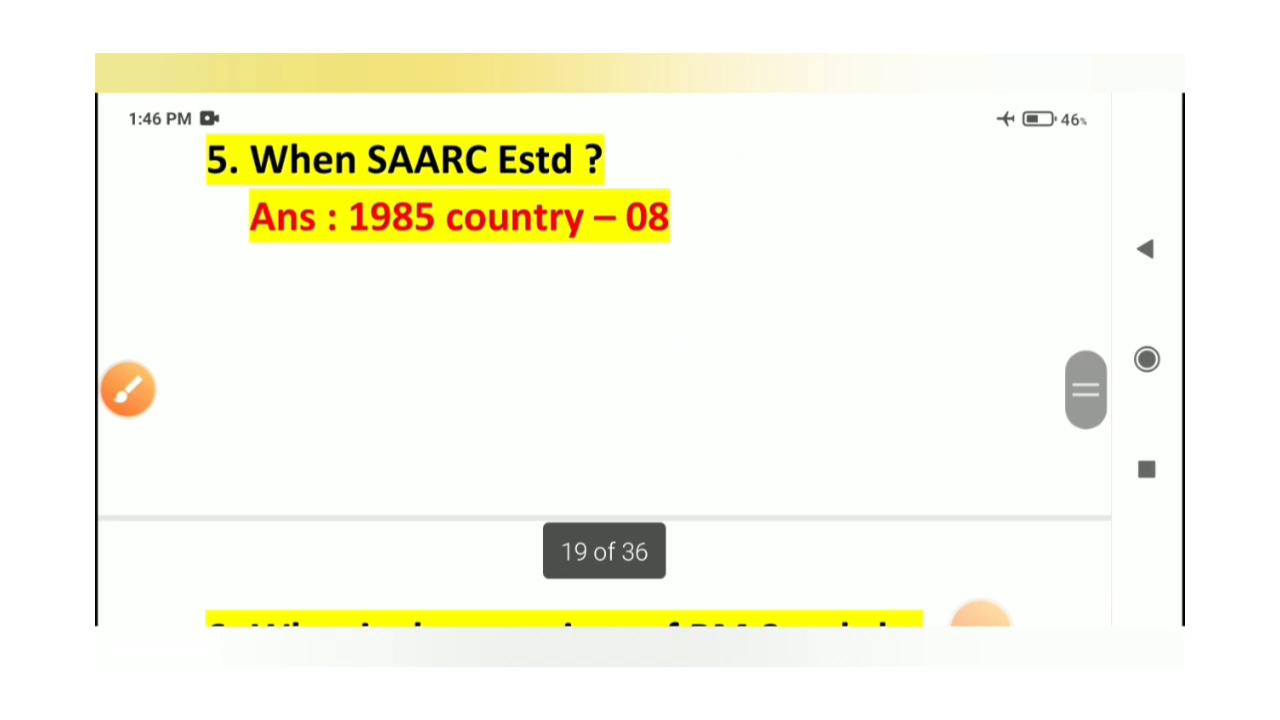 1:46 PM
46%
5. When SAARC Estd ?
Ans : 1985 country – 08
19 of 36